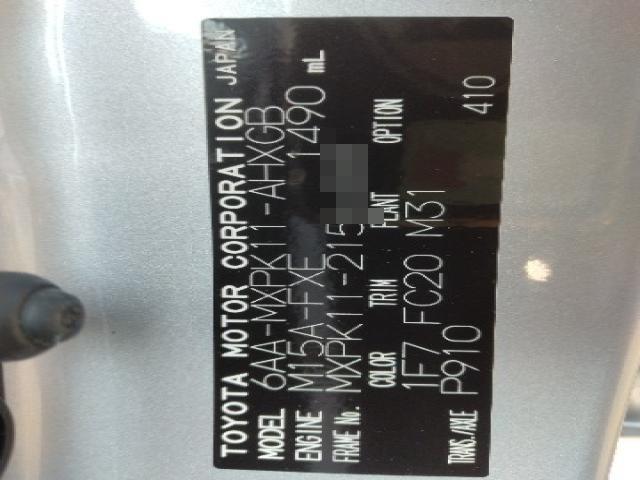 TOYOTA MOTOR CORPORATION JAPAN
MODEL 6AA-MXPK11-AHXGB
ENGINE M15A-FXE 1490 mL
FRAME No. MXPK11-215
COLOR TRIM PLANT OPTION
1F7 FC20 M31
TRANS./AXLE P910 410